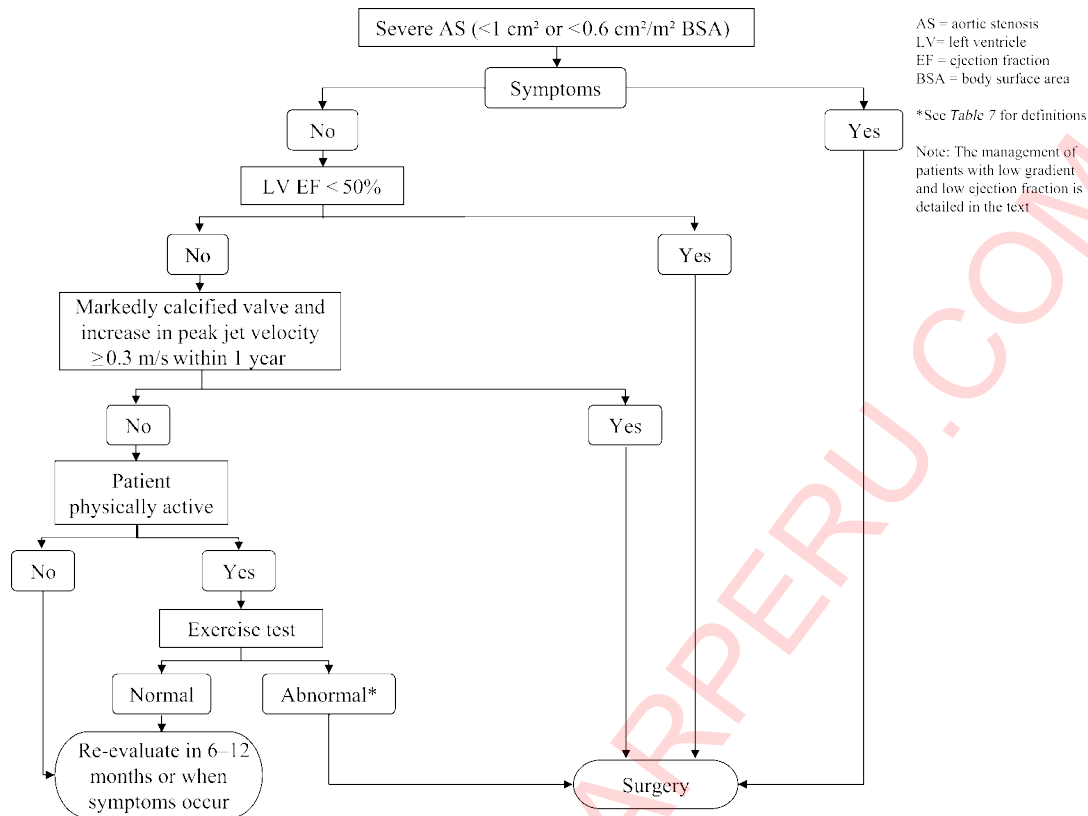 Severe AS (<1 cm² or <0.6 cm²/m² BSA)
AS = aortic stenosis
LV= left ventricle
EF = ejection fraction
BSA = body surface area
*See Table 7 for definitions
Note: The management of
patients with low gradient
and low ejection fraction is
detailed in the text
Symptoms
No
Yes
LV EF < 50%
No
Yes
Markedly calcified valve and
increase in peak jet velocity
≥0.3 m/s within 1 year
No
Yes
Patient
physically active
No
Yes
Exercise test
Normal
Abnormal*
Re-evaluate in 6–12
months or when
symptoms occur
Surgery
ARPERU.COM